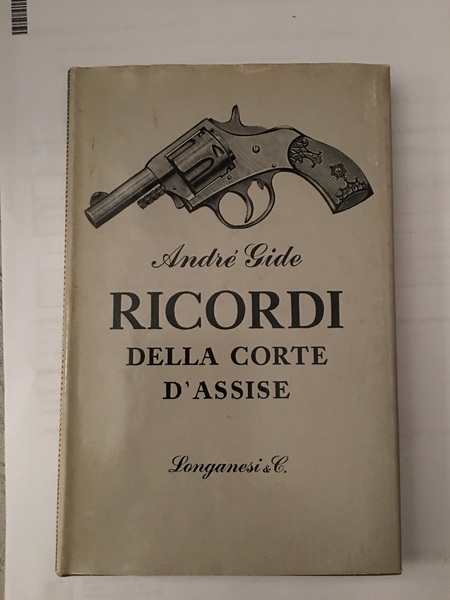 André Gide
RICORDI
DELLA CORTE
D'ASSISE
Longanesi & C.